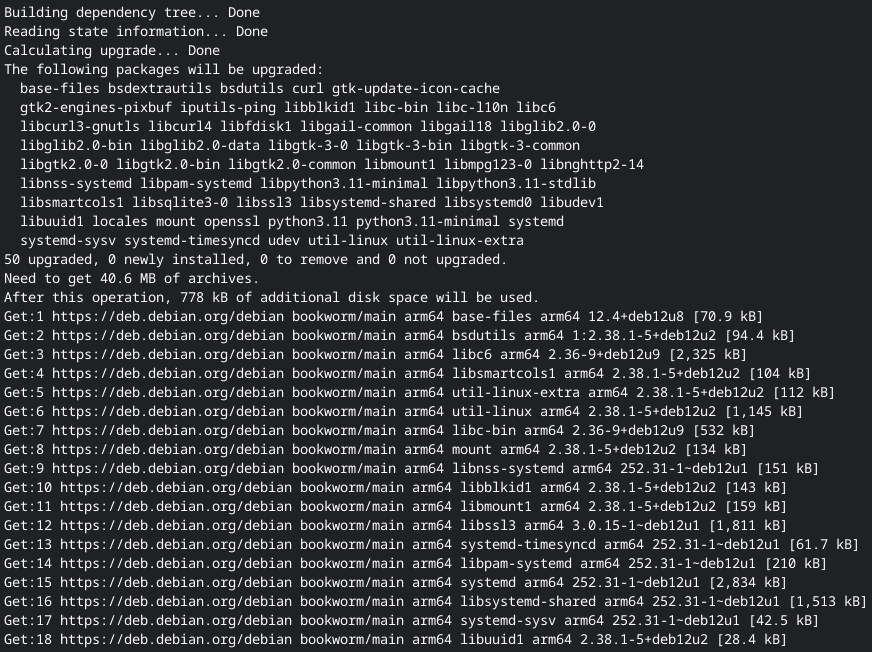 Building dependency tree... Done
Reading state information... Done
Calculating upgrade... Done
The following packages will be upgraded:
  base-files bsdextrautils bsdutils curl gtk-update-icon-cache
  gtk2-engines-pixbuf iputils-ping libblkid1 libc-bin libc-l10n libc6
  libcurl3-gnutls libcurl4 libfdisk1 libgail-common libgail18 libglib2.0-0
  libglib2.0-bin libglib2.0-data libgtk-3-0 libgtk-3-bin libgtk-3-common
  libgtk2.0-0 libgtk2.0-bin libgtk2.0-common libmount1 libmpg123-0 libnghttp2-14
  libnss-systemd libpam-systemd libpython3.11-minimal libpython3.11-stdlib
  libsmartcols1 libsqlite3-0 libssl3 libsystemd-shared libsystemd0 libudev1
  libuuid1 locales mount openssl python3.11 python3.11-minimal systemd
  systemd-sysv systemd-timesyncd udev util-linux util-linux-extra
50 upgraded, 0 newly installed, 0 to remove and 0 not upgraded.
Need to get 40.6 MB of archives.
After this operation, 778 kB of additional disk space will be used.
Get:1 https://deb.debian.org/debian bookworm/main arm64 base-files arm64 12.4+deb12u8 [70.9 kB]
Get:2 https://deb.debian.org/debian bookworm/main arm64 bsdutils arm64 1:2.38.1-5+deb12u2 [94.4 kB]
Get:3 https://deb.debian.org/debian bookworm/main arm64 libc6 arm64 2.36-9+deb12u9 [2,325 kB]
Get:4 https://deb.debian.org/debian bookworm/main arm64 libsmartcols1 arm64 2.38.1-5+deb12u2 [104 kB]
Get:5 https://deb.debian.org/debian bookworm/main arm64 util-linux-extra arm64 2.38.1-5+deb12u2 [112 kB]
Get:6 https://deb.debian.org/debian bookworm/main arm64 util-linux arm64 2.38.1-5+deb12u2 [1,145 kB]
Get:7 https://deb.debian.org/debian bookworm/main arm64 libc-bin arm64 2.36-9+deb12u9 [532 kB]
Get:8 https://deb.debian.org/debian bookworm/main arm64 mount arm64 2.38.1-5+deb12u2 [134 kB]
Get:9 https://deb.debian.org/debian bookworm/main arm64 libnss-systemd arm64 252.31-1~deb12u1 [151 kB]
Get:10 https://deb.debian.org/debian bookworm/main arm64 libblkid1 arm64 2.38.1-5+deb12u2 [143 kB]
Get:11 https://deb.debian.org/debian bookworm/main arm64 libmount1 arm64 2.38.1-5+deb12u2 [159 kB]
Get:12 https://deb.debian.org/debian bookworm/main arm64 libssl3 arm64 3.0.15-1~deb12u1 [1,811 kB]
Get:13 https://deb.debian.org/debian bookworm/main arm64 systemd-timesyncd arm64 252.31-1~deb12u1 [61.7 kB]
Get:14 https://deb.debian.org/debian bookworm/main arm64 libpam-systemd arm64 252.31-1~deb12u1 [210 kB]
Get:15 https://deb.debian.org/debian bookworm/main arm64 systemd arm64 252.31-1~deb12u1 [2,834 kB]
Get:16 https://deb.debian.org/debian bookworm/main arm64 libsystemd-shared arm64 252.31-1~deb12u1 [1,513 kB]
Get:17 https://deb.debian.org/debian bookworm/main arm64 systemd-sysv arm64 252.31-1~deb12u1 [42.5 kB]
Get:18 https://deb.debian.org/debian bookworm/main arm64 libuuid1 arm64 2.38.1-5+deb12u2 [28.4 kB]